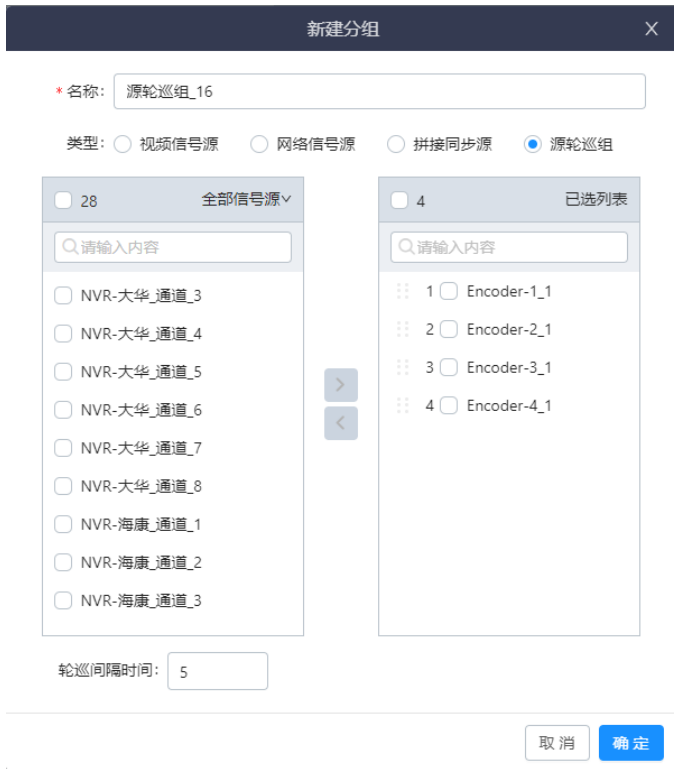 新建分组
* 名称： 源轮巡组_16
类型： 视频信号源 网络信号源 拼接同步源 源轮巡组
28 全部信号源
请输入内容
NVR-大华_通道_3
NVR-大华_通道_4
NVR-大华_通道_5
NVR-大华_通道_6
NVR-大华_通道_7
NVR-大华_通道_8
NVR-海康_通道_1
NVR-海康_通道_2
NVR-海康_通道_3
4 已选列表
请输入内容
1 Encoder-1_1
2 Encoder-2_1
3 Encoder-3_1
4 Encoder-4_1
轮巡间隔时间： 5
取消 确定